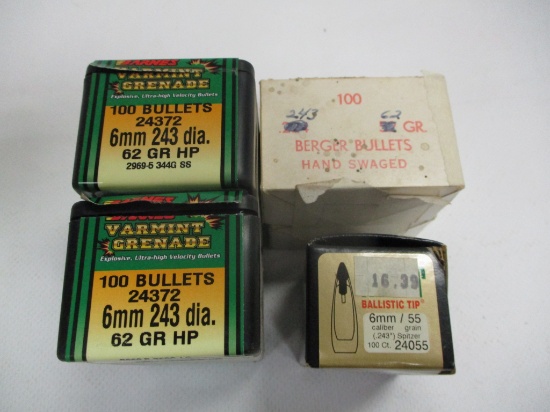 BARNES
VARMINT
GRENADE
Explosive, Ultra-high Velocity Bullets
100 BULLETS
24372
6mm 243 dia.
62 GR HP
2969-5 344G SS
100
243 62 GR.
BERGER BULLETS
HAND SWAGED
BARNES
VARMINT
GRENADE
Explosive, Ultra-high Velocity Bullets
100 BULLETS
24372
6mm 243 dia.
62 GR HP
16.99
BALLISTIC TIP®
6mm / 55
caliber grain
(.243") Spitzer
100 Ct. 24055